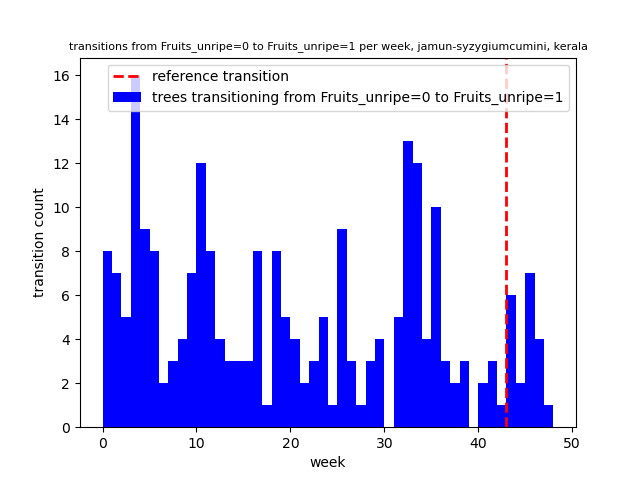 transitions from Fruits_unripe=0 to Fruits_unripe=1 per week, jamun-syzygiumcumini, kerala
reference transition
trees transitioning from Fruits_unripe=0 to Fruits_unripe=1
16
14
12
10
8
6
4
2
0
transition count
0 10 20 30 40 50
week